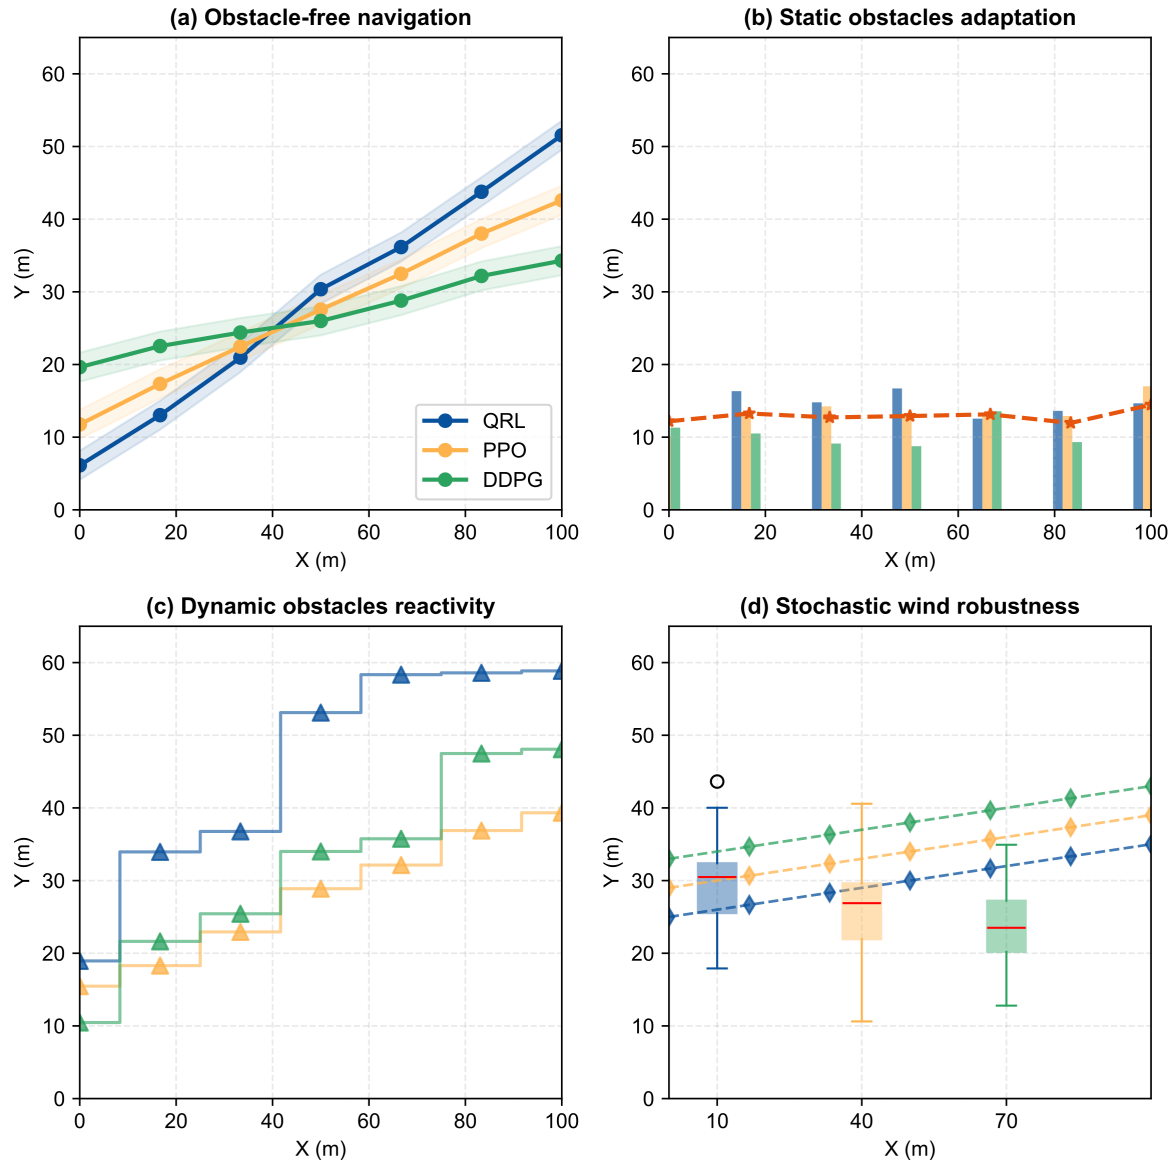 (a) Obstacle-free navigation
60
50
40
30
20
10
0
Y (m)
QRL
PPO
DDPG
0 20 40 60 80 100
X (m)
(b) Static obstacles adaptation
60
50
40
30
20
10
0
Y (m)
0 20 40 60 80 100
X (m)
(c) Dynamic obstacles reactivity
60
50
40
30
20
10
0
Y (m)
0 20 40 60 80 100
X (m)
(d) Stochastic wind robustness
60
50
40
30
20
10
0
Y (m)
10 40 70
X (m)